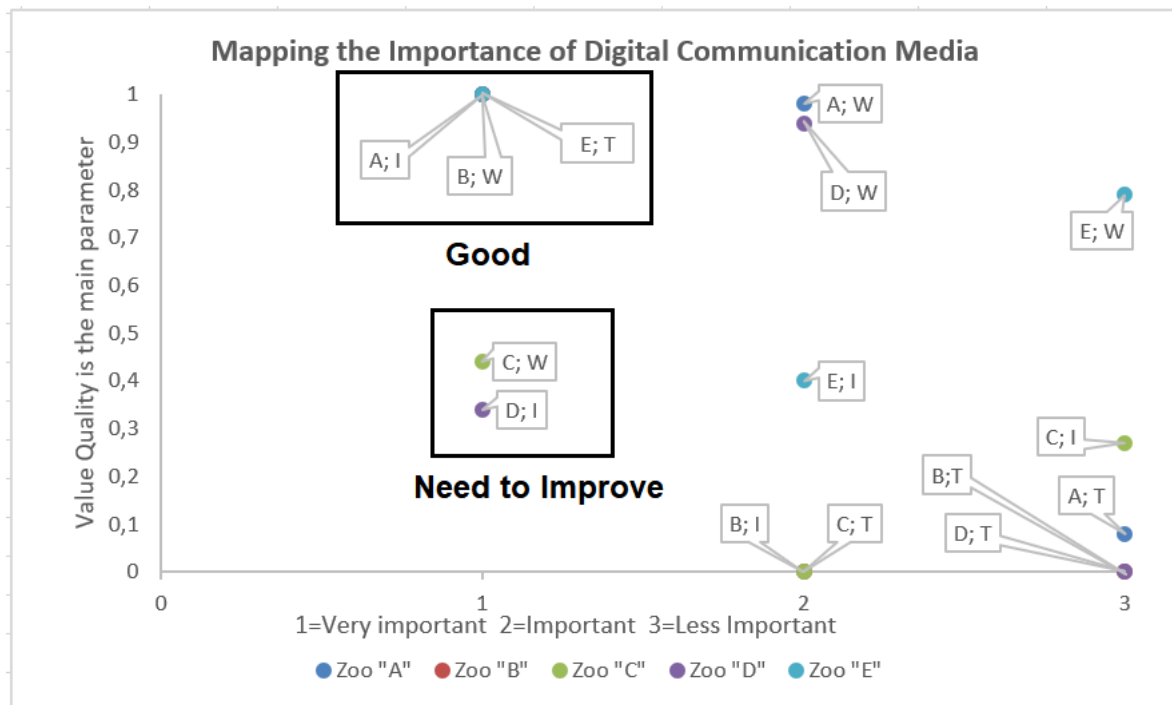 Mapping the Importance of Digital Communication Media
Value Quality is the main parameter
1
0,9
0,8
0,7
0,6
0,5
0,4
0,3
0,2
0,1
0
A; I
B; W
E; T
Good
A; W
D; W
E; W
C; W
D; I
Need to Improve
E; I
C; I
B;T
A; T
B; I
C; T
D; T
0 1 2 3
1=Very important 2=Important 3=Less Important
Zoo "A" Zoo "B" Zoo "C" Zoo "D" Zoo "E"